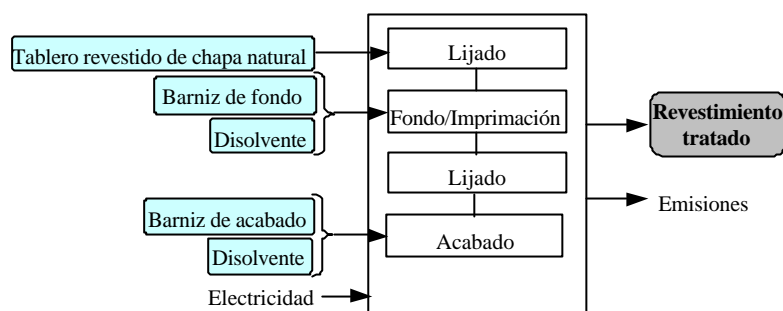 Tablero revestido de chapa natural
Lijado
Barniz de fondo
Fondo/Imprimación
Disolvente
Revestimiento
tratado
Lijado
Emisiones
Barniz de acabado
Acabado
Disolvente
Electricidad